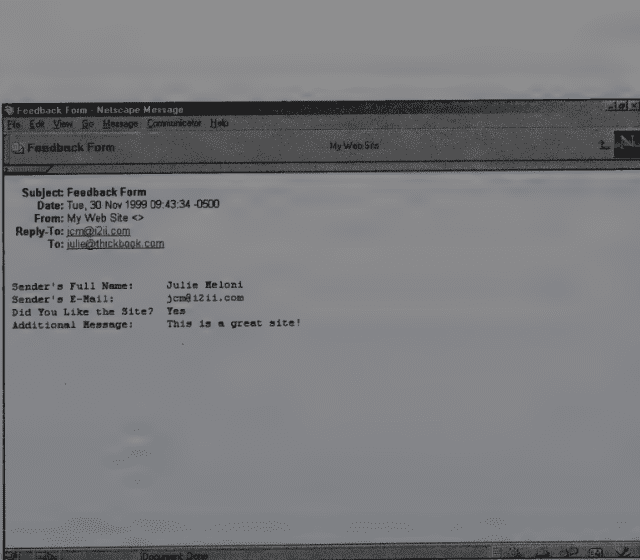 Feedback Form - Netscape Message
File Edit View Go Message Communicator Help
Feedback Form My Web Site
N
Subject: Feedback Form
Date: Tue, 30 Nov 1999 09:43:34 -0500
From: My Web Site <>
Reply-To: jcm@i2ii.com
To: julie@thickbook.com
Sender's Full Name: Julie Meloni
Sender's E-Mail: jcm@i2ii.com
Did You Like the Site? Yes
Additional Message: This is a great site!
Document: Done